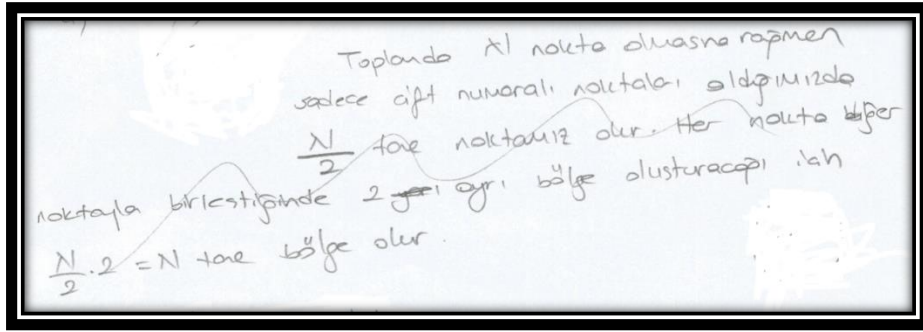 Toplamda N nokta olmasına rağmen
sadece çift numaralı noktaları aldığımızda
N/2 tane noktamız olur. Her nokta diğer
noktayla birleştiğinde 2 ayrı bölge oluşturacağı için
N/2 . 2 = N tane bölge olur.